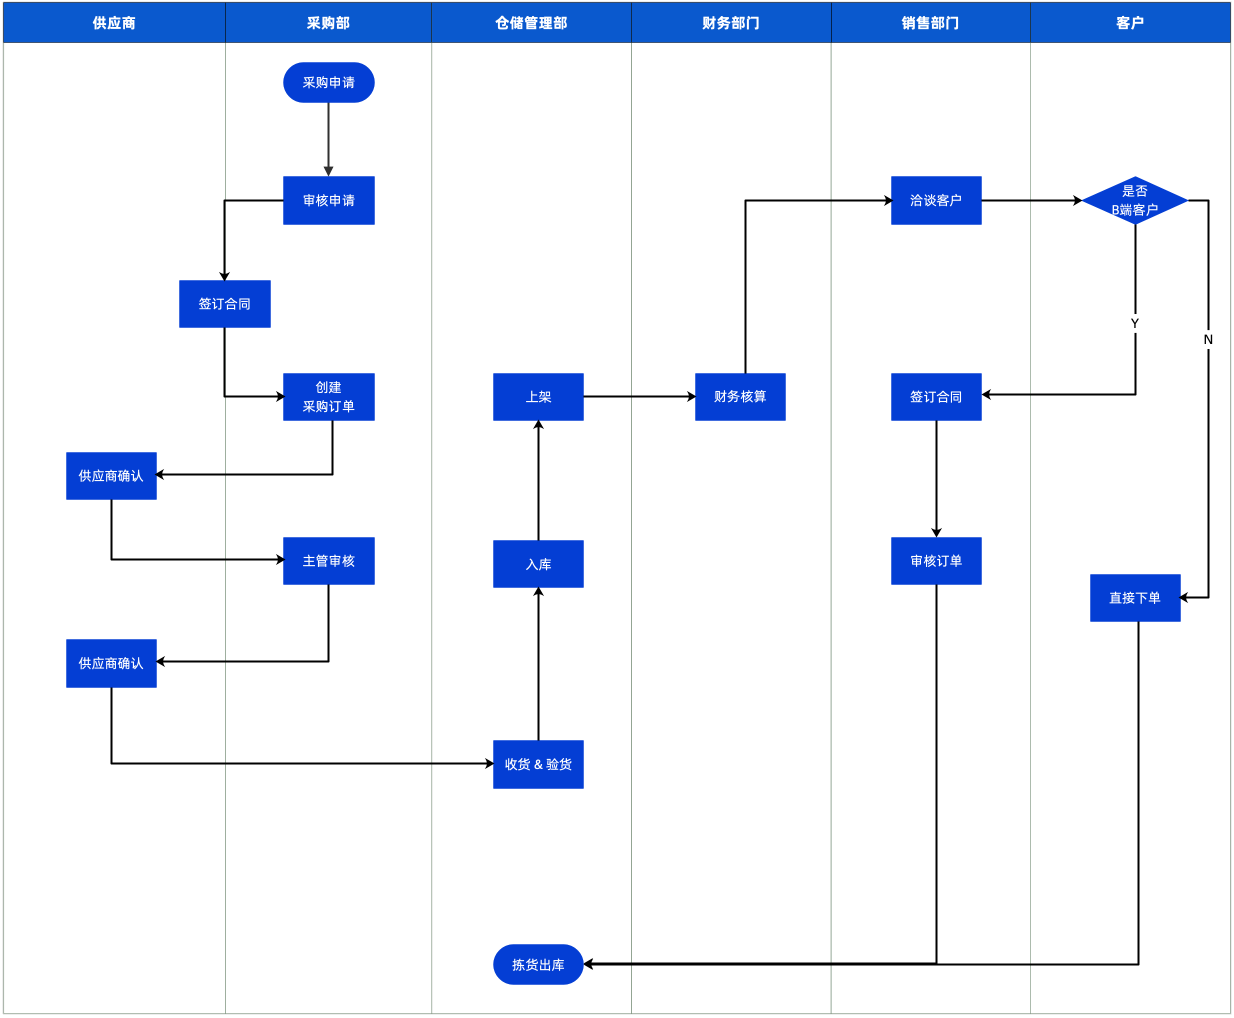 供应商
采购部
仓储管理部
财务部门
销售部门
客户
采购申请
审核申请
洽谈客户
是否
B端客户
签订合同
Y
N
创建
采购订单
上架
财务核算
签订合同
供应商确认
主管审核
入库
审核订单
直接下单
供应商确认
收货 & 验货
拣货出库